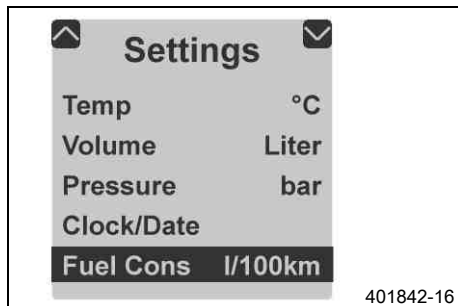 Settings
Temp °C
Volume Liter
Pressure bar
Clock/Date
Fuel Cons l/100km
401842-16